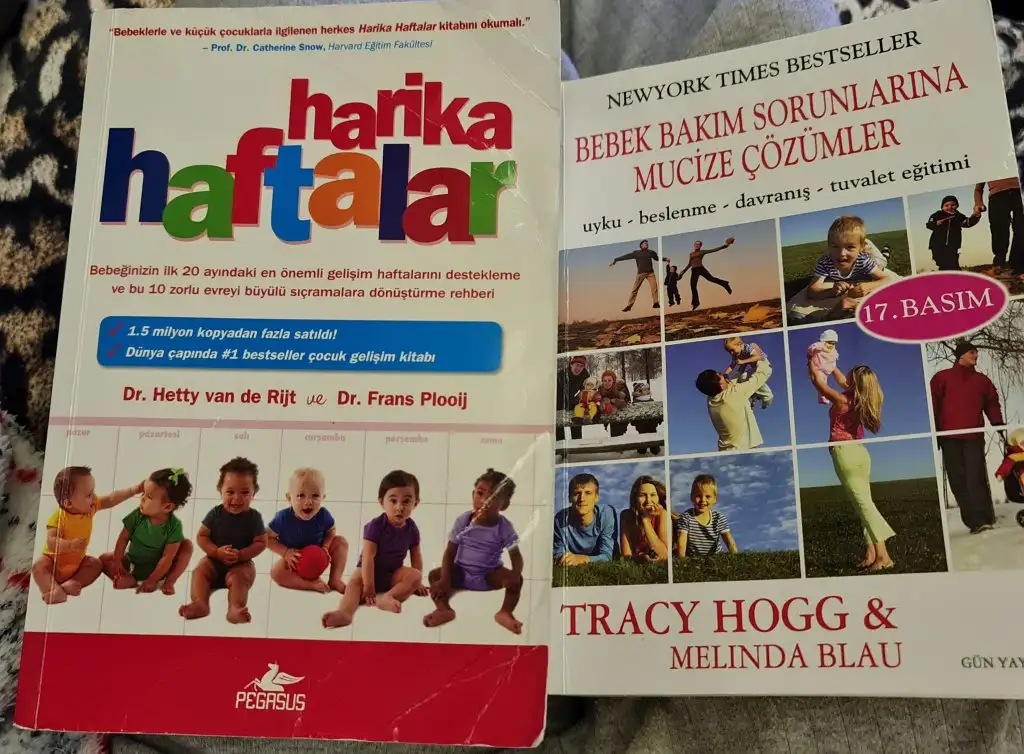 "Bebeklerle ve küçük çocuklarla ilgilenen herkes Harika Haftalar kitabını okumalı."
– Prof. Dr. Catherine Snow, Harvard Eğitim Fakültesi
harika
haftalar
Bebeğinizin ilk 20 ayındaki en önemli gelişim haftalarını destekleme
ve bu 10 zorlu evreyi büyülü sıçramalara dönüştürme rehberi
✓ 1.5 milyon kopyadan fazla satıldı!
✓ Dünya çapında #1 bestseller çocuk gelişim kitabı
Dr. Hetty van de Rijt ve Dr. Frans Plooij
pazar pazartesi salı çarşamba perşembe cuma
PEGASUS
NEWYORK TIMES BESTSELLER
BEBEK BAKIM SORUNLARINA
MUCİZE ÇÖZÜMLER
uyku - beslenme - davranış - tuvalet eğitimi
17. BASIM
TRACY HOGG &
MELINDA BLAU
GÜN YAY